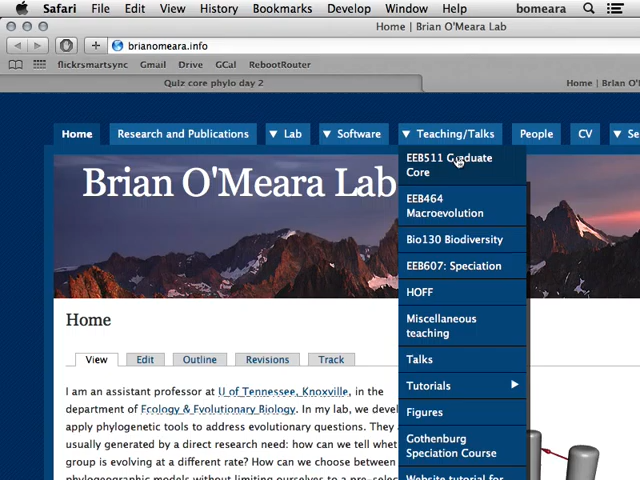 Safari File Edit View History Bookmarks Develop Window Help bomeara
Home | Brian O'Meara Lab
brianomeara.info
flickrsmartsync Gmail Drive GCal RebootRouter
Quiz core phylo day 2
Home | Brian O'
Home Research and Publications Lab Software Teaching/Talks People CV Se
EEB511 Graduate
Core
Brian O'Meara Lab
EEB464
Macroevolution
Bio130 Biodiversity
EEB607: Speciation
HOFF
Home
Miscellaneous
teaching
View Edit Outline Revisions Track
Talks
Tutorials
I am an assistant professor at U of Tennessee, Knoxville, in the
department of Ecology & Evolutionary Biology. In my lab, we devel
Figures
apply phylogenetic tools to address evolutionary questions. They a
usually generated by a direct research need: how can we tell what
Gothenburg
Speciation Course
group is evolving at a different rate? How can we choose between
phylogeographic models without limiting ourselves to a pre-selec
Website tutorial for